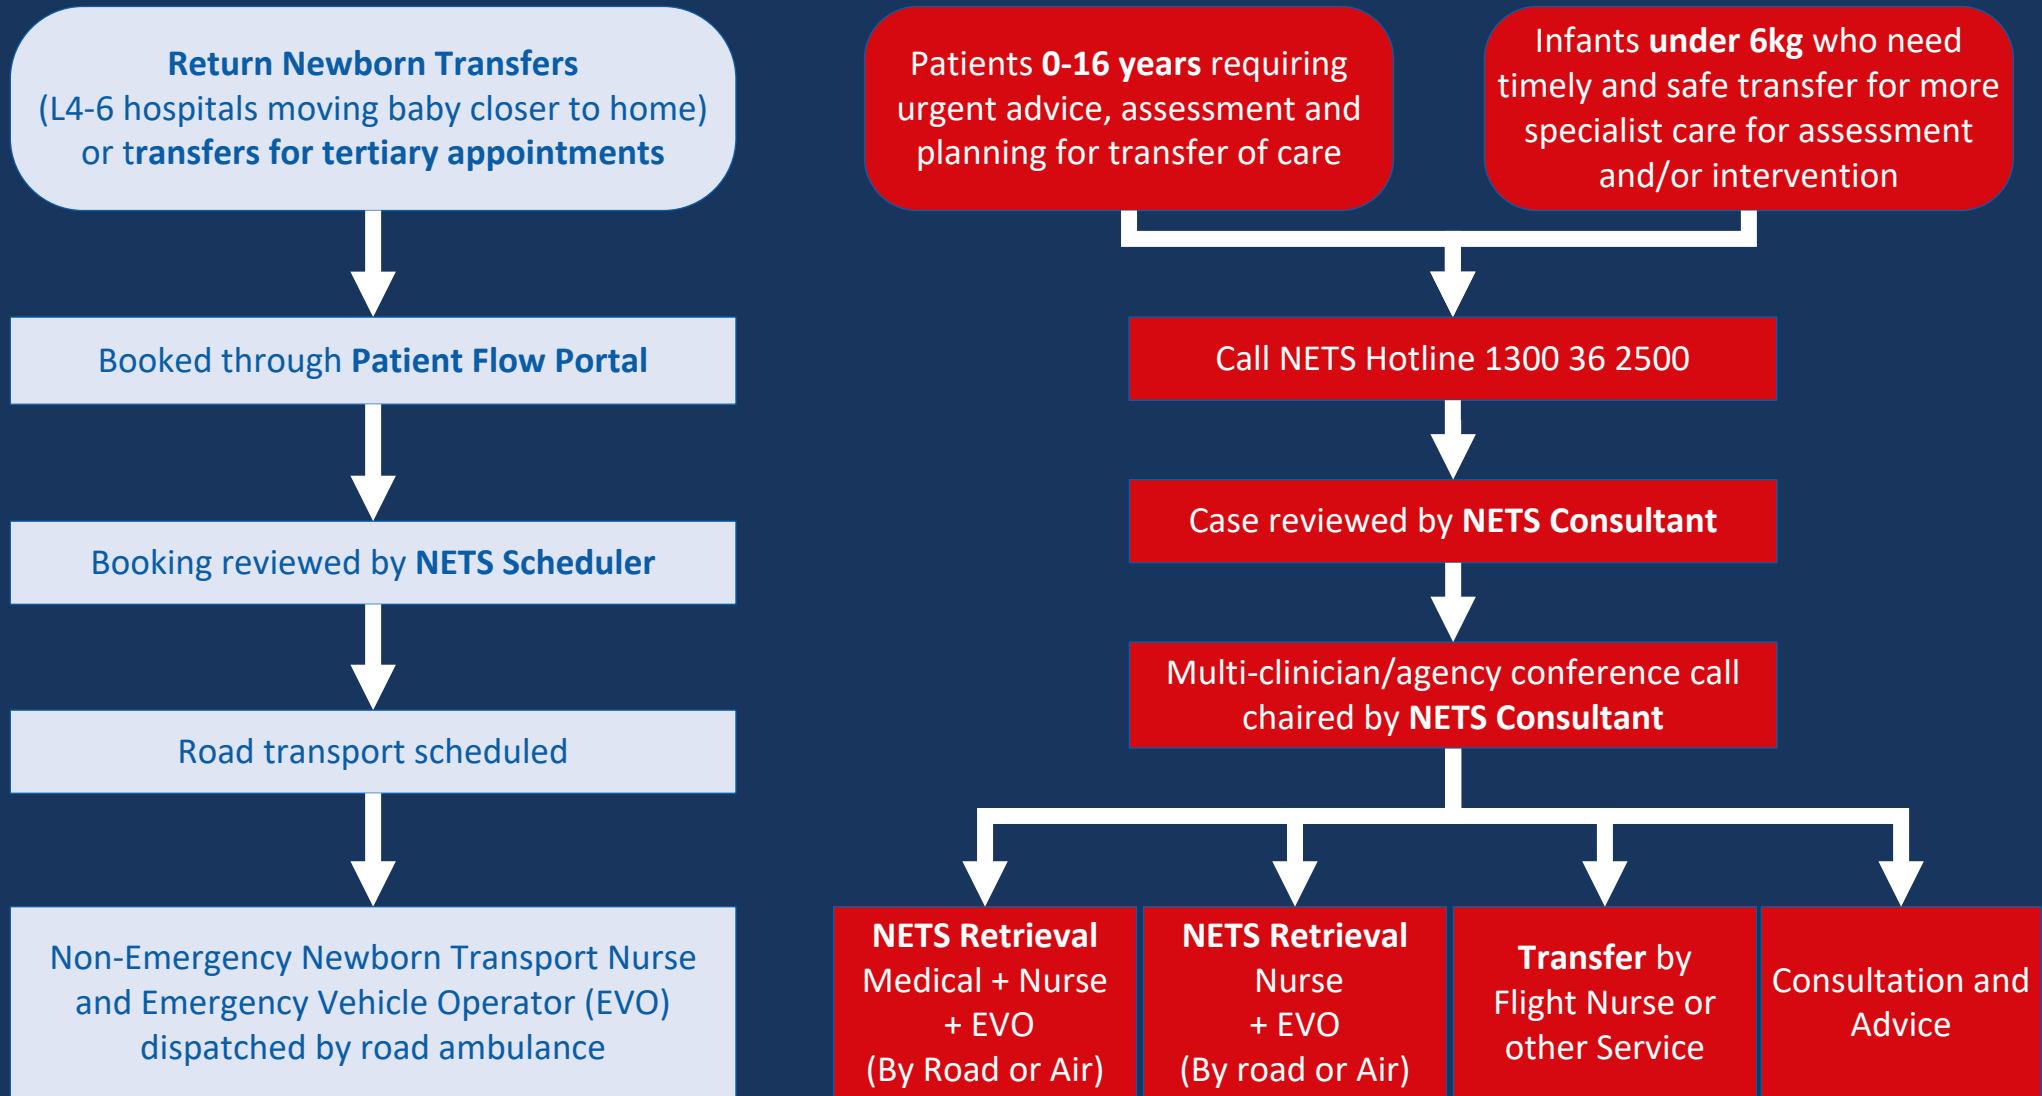 Return Newborn Transfers
(L4-6 hospitals moving baby closer to home)
or transfers for tertiary appointments
Booked through Patient Flow Portal
Booking reviewed by NETS Scheduler
Road transport scheduled
Non-Emergency Newborn Transport Nurse
and Emergency Vehicle Operator (EVO)
dispatched by road ambulance
Patients 0-16 years requiring
urgent advice, assessment and
planning for transfer of care
Infants under 6kg who need
timely and safe transfer for more
specialist care for assessment
and/or intervention
Call NETS Hotline 1300 36 2500
Case reviewed by NETS Consultant
Multi-clinician/agency conference call
chaired by NETS Consultant
NETS Retrieval
Medical + Nurse
+ EVO
(By Road or Air)
NETS Retrieval
Nurse
+ EVO
(By road or Air)
Transfer by
Flight Nurse or
other Service
Consultation and
Advice